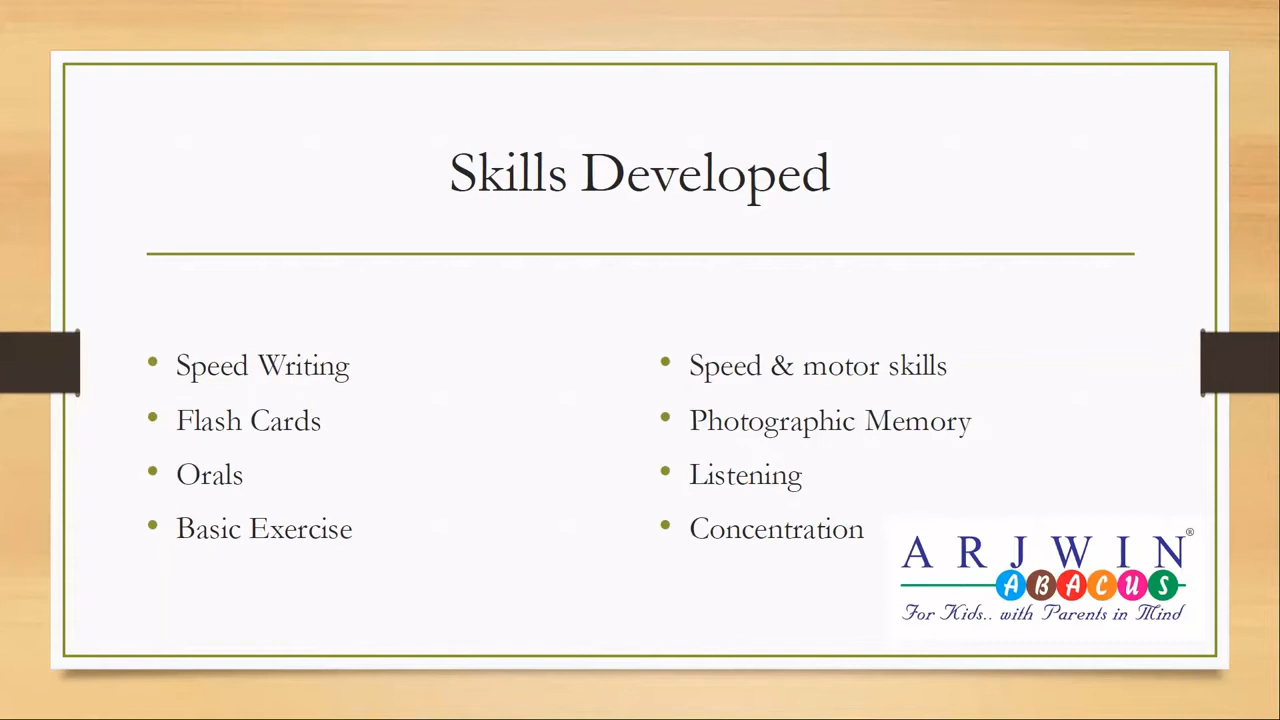 Skills Developed
Speed Writing
Flash Cards
Orals
Basic Exercise
Speed & motor skills
Photographic Memory
Listening
Concentration
ARJWIN®
ABACUS
For Kids.. with Parents in Mind